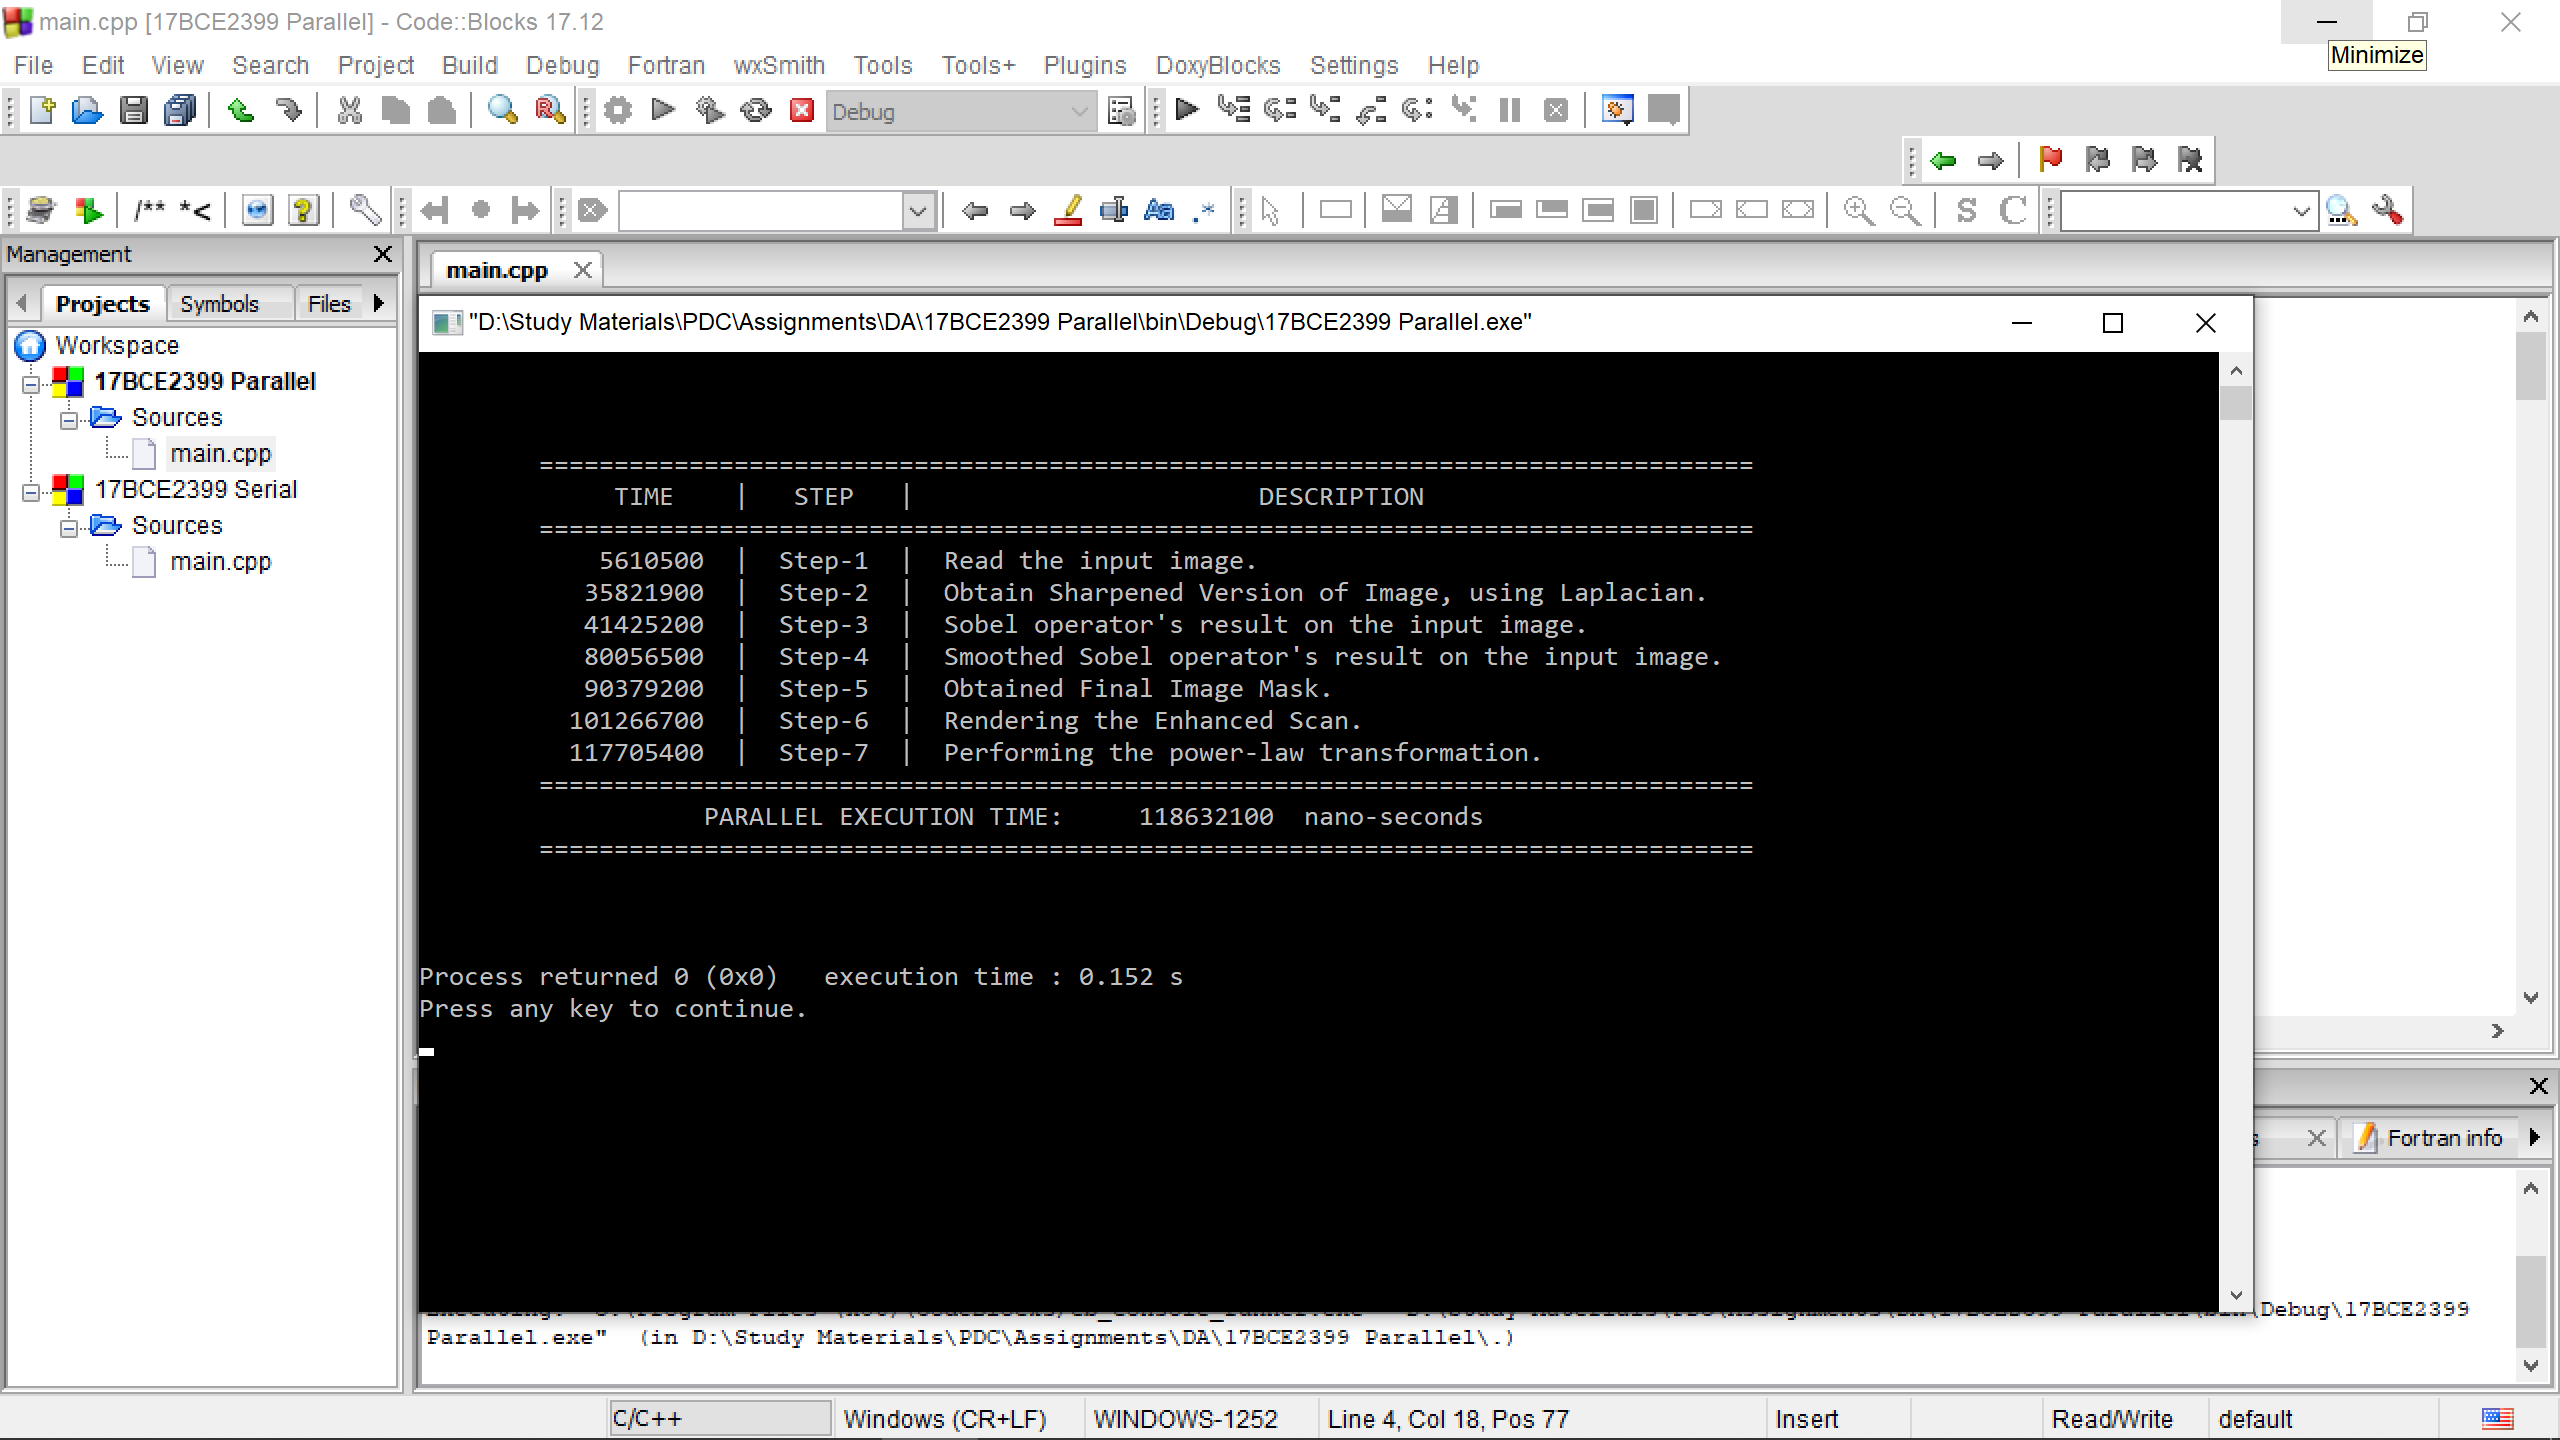 main.cpp [17BCE2399 Parallel] - Code::Blocks 17.12
File Edit View Search Project Build Debug Fortran wxSmith Tools Tools+ Plugins DoxyBlocks Settings Help
Minimize
Debug
/** *<
Aa .*
S C
Management
Projects Symbols Files
main.cpp
Workspace
17BCE2399 Parallel
Sources
main.cpp
17BCE2399 Serial
Sources
main.cpp
"D:\Study Materials\PDC\Assignments\DA\17BCE2399 Parallel\bin\Debug\17BCE2399 Parallel.exe"
=================================================================================
TIME | STEP | DESCRIPTION
=================================================================================
5610500 | Step-1 | Read the input image.
35821900 | Step-2 | Obtain Sharpened Version of Image, using Laplacian.
41425200 | Step-3 | Sobel operator's result on the input image.
80056500 | Step-4 | Smoothed Sobel operator's result on the input image.
90379200 | Step-5 | Obtained Final Image Mask.
101266700 | Step-6 | Rendering the Enhanced Scan.
117705400 | Step-7 | Performing the power-law transformation.
=================================================================================
PARALLEL EXECUTION TIME: 118632100 nano-seconds
=================================================================================
Process returned 0 (0x0) execution time : 0.152 s
Press any key to continue.
Fortran info
Debug\17BCE2399
Parallel.exe" (in D:\Study Materials\PDC\Assignments\DA\17BCE2399 Parallel\.)
C/C++ Windows (CR+LF) WINDOWS-1252 Line 4, Col 18, Pos 77 Insert Read/Write default